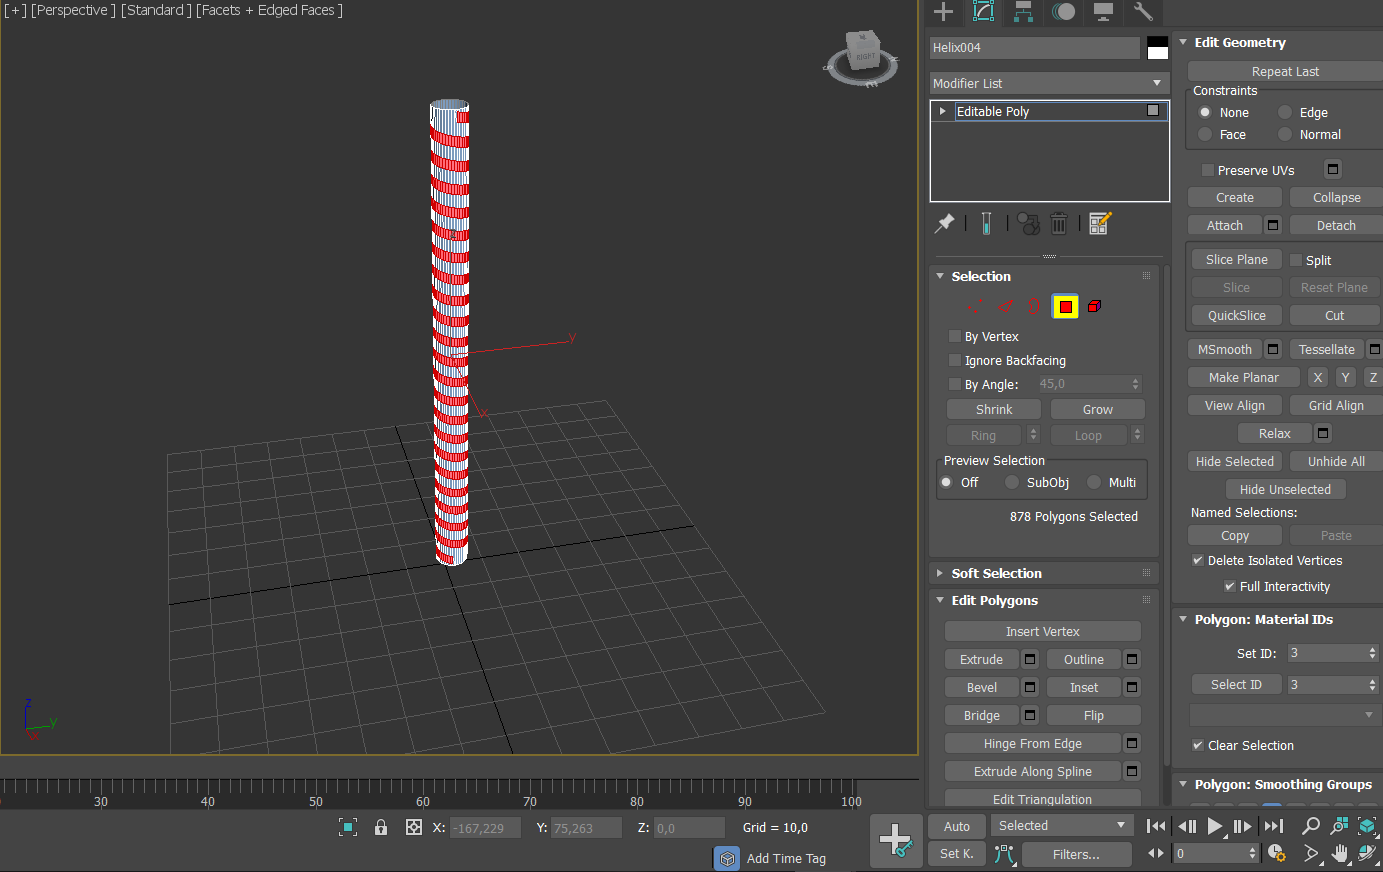 [+] [Perspective ] [Standard ] [Facets + Edged Faces ]
RIGHT
y
x
z
y
Helix004
Modifier List
Editable Poly
Selection
By Vertex
Ignore Backfacing
By Angle: 45,0
Shrink Grow
Ring Loop
Preview Selection
Off SubObj Multi
878 Polygons Selected
Soft Selection
Edit Polygons
Insert Vertex
Extrude Outline
Bevel Inset
Bridge Flip
Hinge From Edge
Extrude Along Spline
Edit Triangulation
Edit Geometry
Repeat Last
Constraints
None Edge
Face Normal
Preserve UVs
Create Collapse
Attach Detach
Slice Plane Split
Slice Reset Plane
QuickSlice Cut
MSmooth Tessellate
Make Planar X Y Z
View Align Grid Align
Relax
Hide Selected Unhide All
Hide Unselected
Named Selections:
Copy Paste
Delete Isolated Vertices
Full Interactivity
Polygon: Material IDs
Set ID: 3
Select ID 3
Clear Selection
Polygon: Smoothing Groups
30 40 50 60 70 80 90 100
X: -167,229 Y: 75,263 Z: 0,0 Grid = 10,0
Add Time Tag
Auto Selected
Set K. Filters... 0